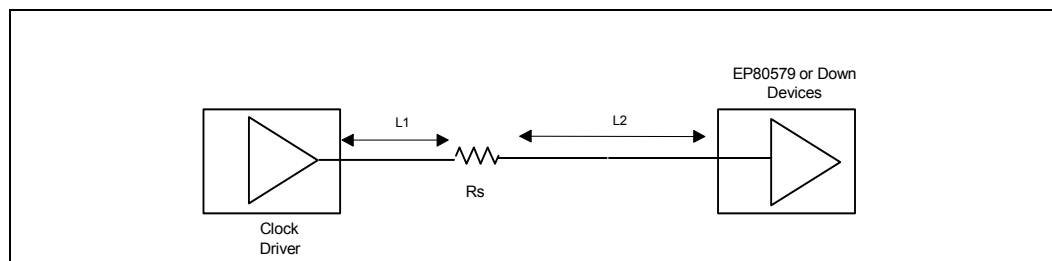 EP80579 or Down
Devices
L1
L2
Rs
Clock
Driver